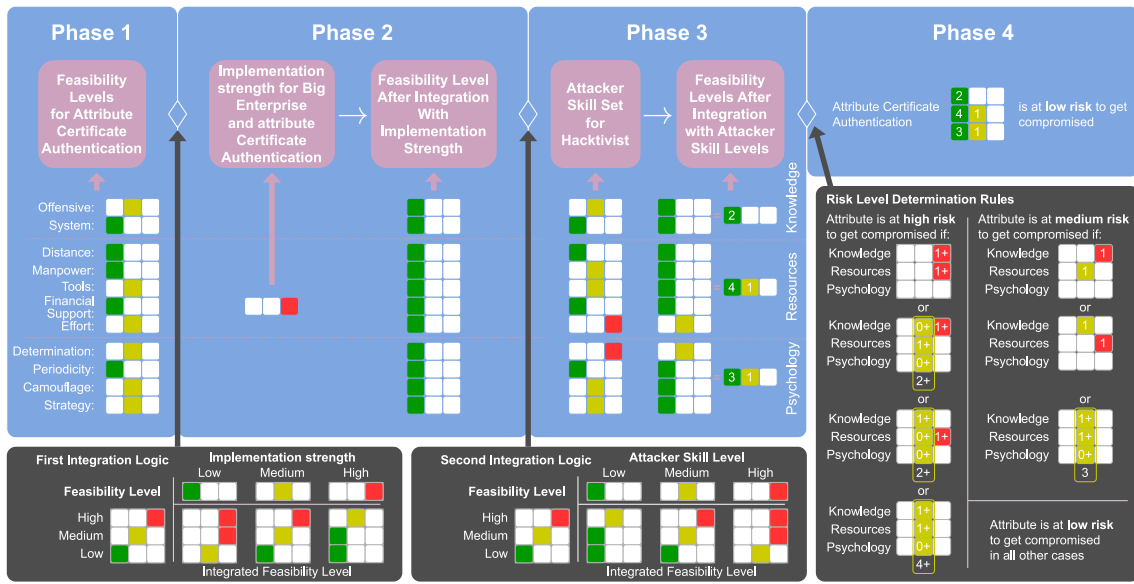 Phase 1
Phase 2
Phase 3
Phase 4
Feasibility
Levels
for Attribute
Certificate
Authentication
Implementation
strength for Big
Enterprise
and attribute
Certificate
Authentication
Feasibility Level
After Integration
With
Implementation
Strength
Attacker
Skill Set
for
Hacktivist
Feasibility
Levels After
Integration
with Attacker
Skill Levels
Attribute Certificate
Authentication
2
4 1
3 1
is at low risk to get
compromised
Offensive:
System:
Distance:
Manpower:
Tools:
Financial
Support:
Effort:
Determination:
Periodicity:
Camouflage:
Strategy:
= 2
= 4 1
= 3 1
Knowledge
Resources
Psychology
First Integration Logic
Implementation strength
Low Medium High
Feasibility Level
High
Medium
Low
Integrated Feasibility Level
Second Integration Logic
Attacker Skill Level
Low Medium High
Feasibility Level
High
Medium
Low
Integrated Feasibility Level
Risk Level Determination Rules
Attribute is at high risk
to get compromised if:
Knowledge 1+
Resources 1+
Psychology
or
Knowledge 0+ 1+
Resources 1+
Psychology 0+
2+
or
Knowledge 1+
Resources 0+ 1+
Psychology 0+
2+
or
Knowledge 1+
Resources 1+
Psychology 0+
4+
Attribute is at medium risk
to get compromised if:
Knowledge 1
Resources 1
Psychology
or
Knowledge 1
Resources 1
Psychology
or
Knowledge 1+
Resources 1+
Psychology 0+
3
Attribute is at low risk
to get compromised
in all other cases